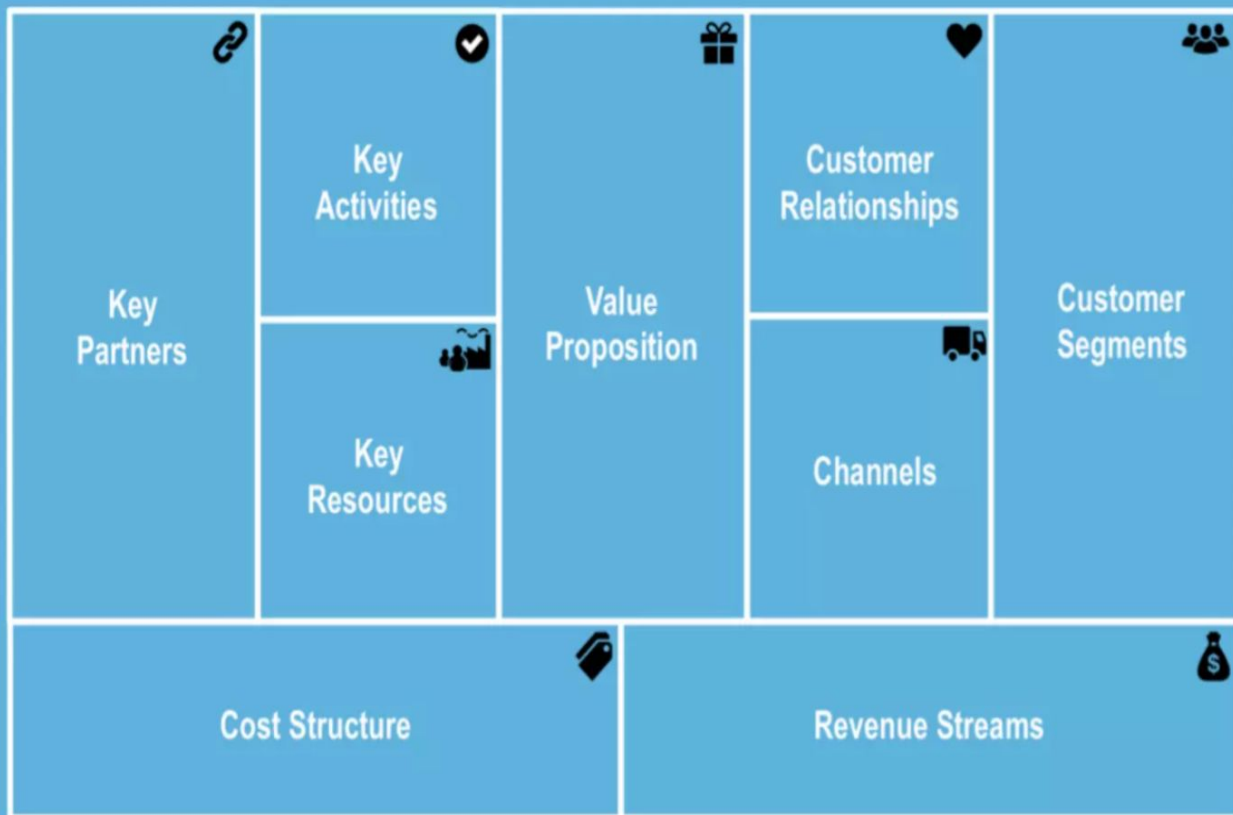 Key
Partners
Key
Activities
Key
Resources
Value
Proposition
Customer
Relationships
Channels
Customer
Segments
Cost Structure
Revenue Streams
$